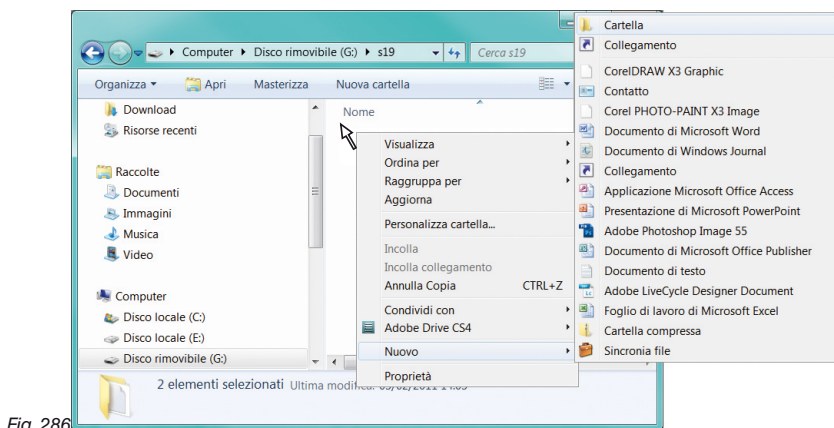 Computer ▸ Disco rimovibile (G:) ▸ s19
Cerca s19
Organizza
Apri
Masterizza
Nuova cartella
Download
Risorse recenti
Raccolte
Documenti
Immagini
Musica
Video
Computer
Disco locale (C:)
Disco locale (E:)
Disco rimovibile (G:)
Nome
Visualizza
Ordina per
Raggruppa per
Aggiorna
Personalizza cartella...
Incolla
Incolla collegamento
Annulla Copia CTRL+Z
Condividi con
Adobe Drive CS4
Nuovo
Proprietà
Cartella
Collegamento
CorelDRAW X3 Graphic
Contatto
Corel PHOTO-PAINT X3 Image
Documento di Microsoft Word
Documento di Windows Journal
Collegamento
Applicazione Microsoft Office Access
Presentazione di Microsoft PowerPoint
Adobe Photoshop Image 55
Documento di Microsoft Office Publisher
Documento di testo
Adobe LiveCycle Designer Document
Foglio di lavoro di Microsoft Excel
Cartella compressa
Sincronia file
2 elementi selezionati Ultima
Fig. 286